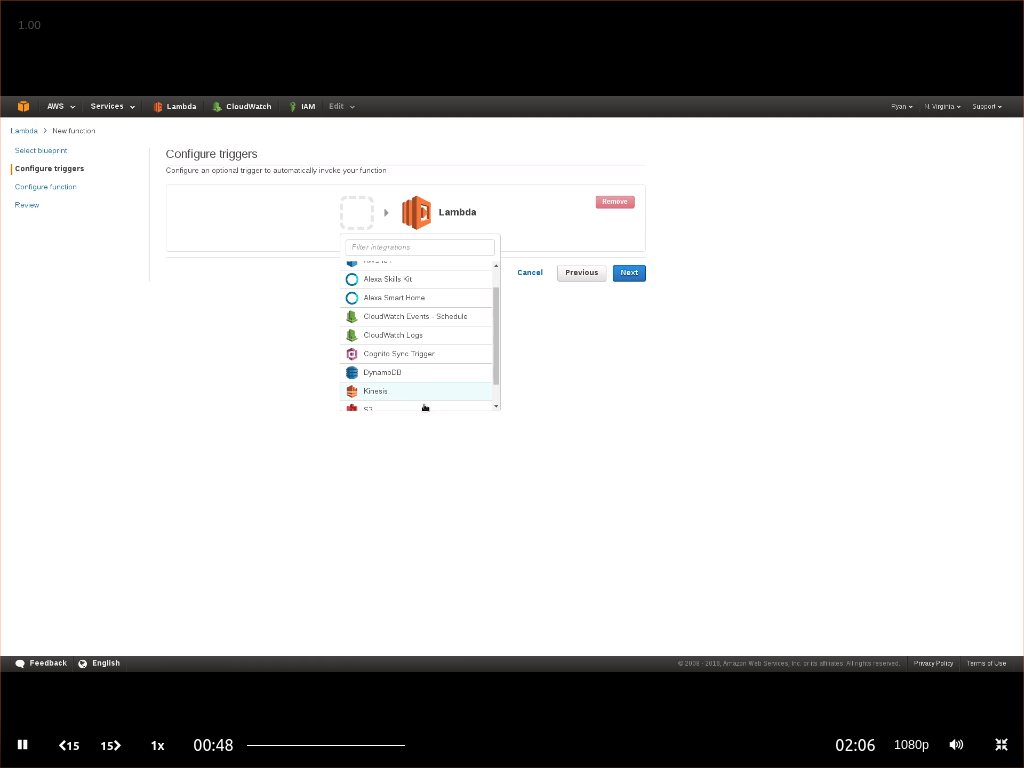 1.00
AWS Services Lambda CloudWatch IAM Edit Ryan N. Virginia Support
Lambda New function
Select blueprint
Configure triggers
Configure function
Review
Configure triggers
Configure an optional trigger to automatically invoke your function
Lambda
Remove
Filter integrations
Alexa Skills Kit
Alexa Smart Home
CloudWatch Events - Schedule
CloudWatch Logs
Cognito Sync Trigger
DynamoDB
Kinesis
S3
Cancel Previous Next
Feedback English © 2008 - 2016, Amazon Web Services, Inc. or its affiliates. All rights reserved. Privacy Policy Terms of Use
15 15 1x 00:48 02:06 1080p